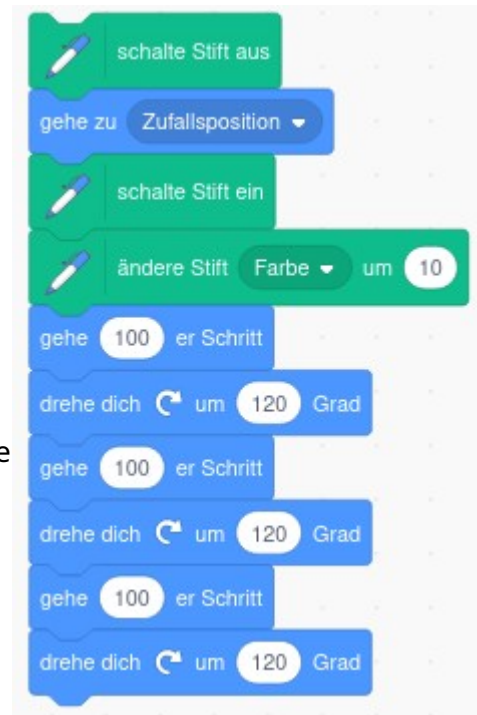 schalte Stift aus
gehe zu Zufallsposition
schalte Stift ein
ändere Stift Farbe um 10
gehe 100 er Schritt
drehe dich um 120 Grad
e
gehe 100 er Schritt
drehe dich um 120 Grad
gehe 100 er Schritt
drehe dich um 120 Grad